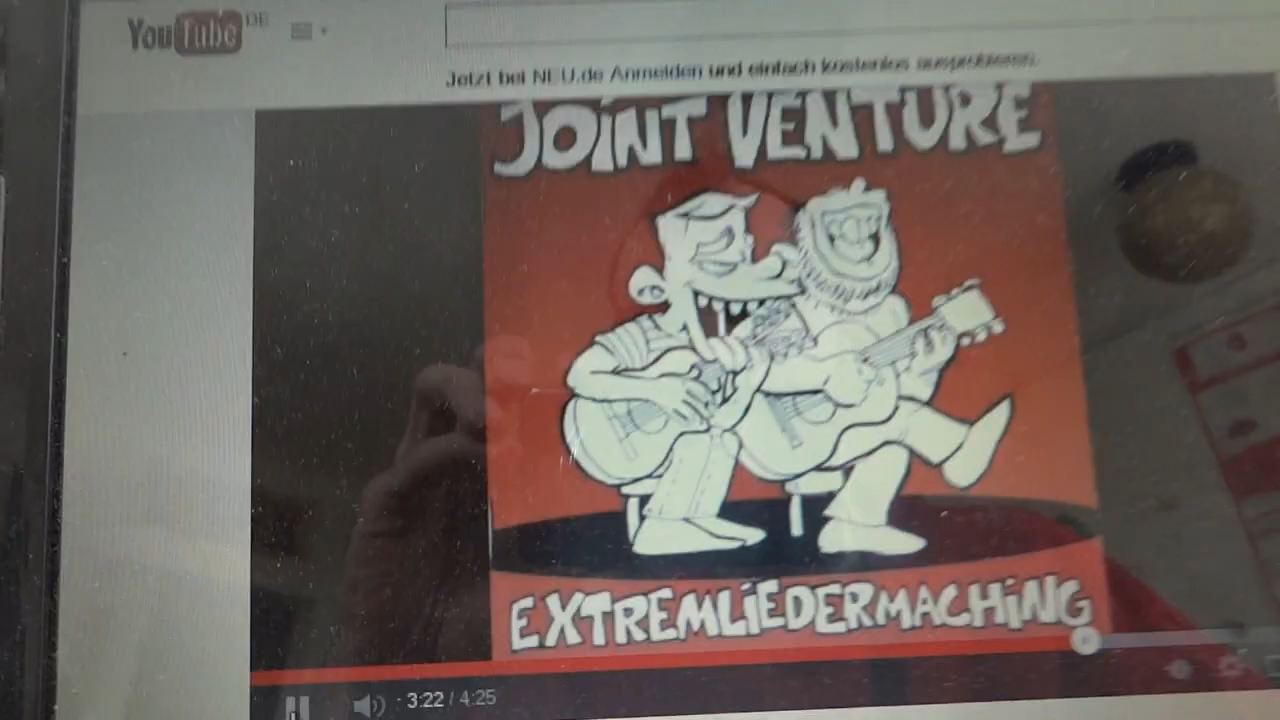 YouTube DE
Jetzt bei NEU.de Anmelden und einfach kostenlos ausprobieren.
JOiNT VENTURE
EXTREMLiEDERMACHiNG
3:22 / 4:25